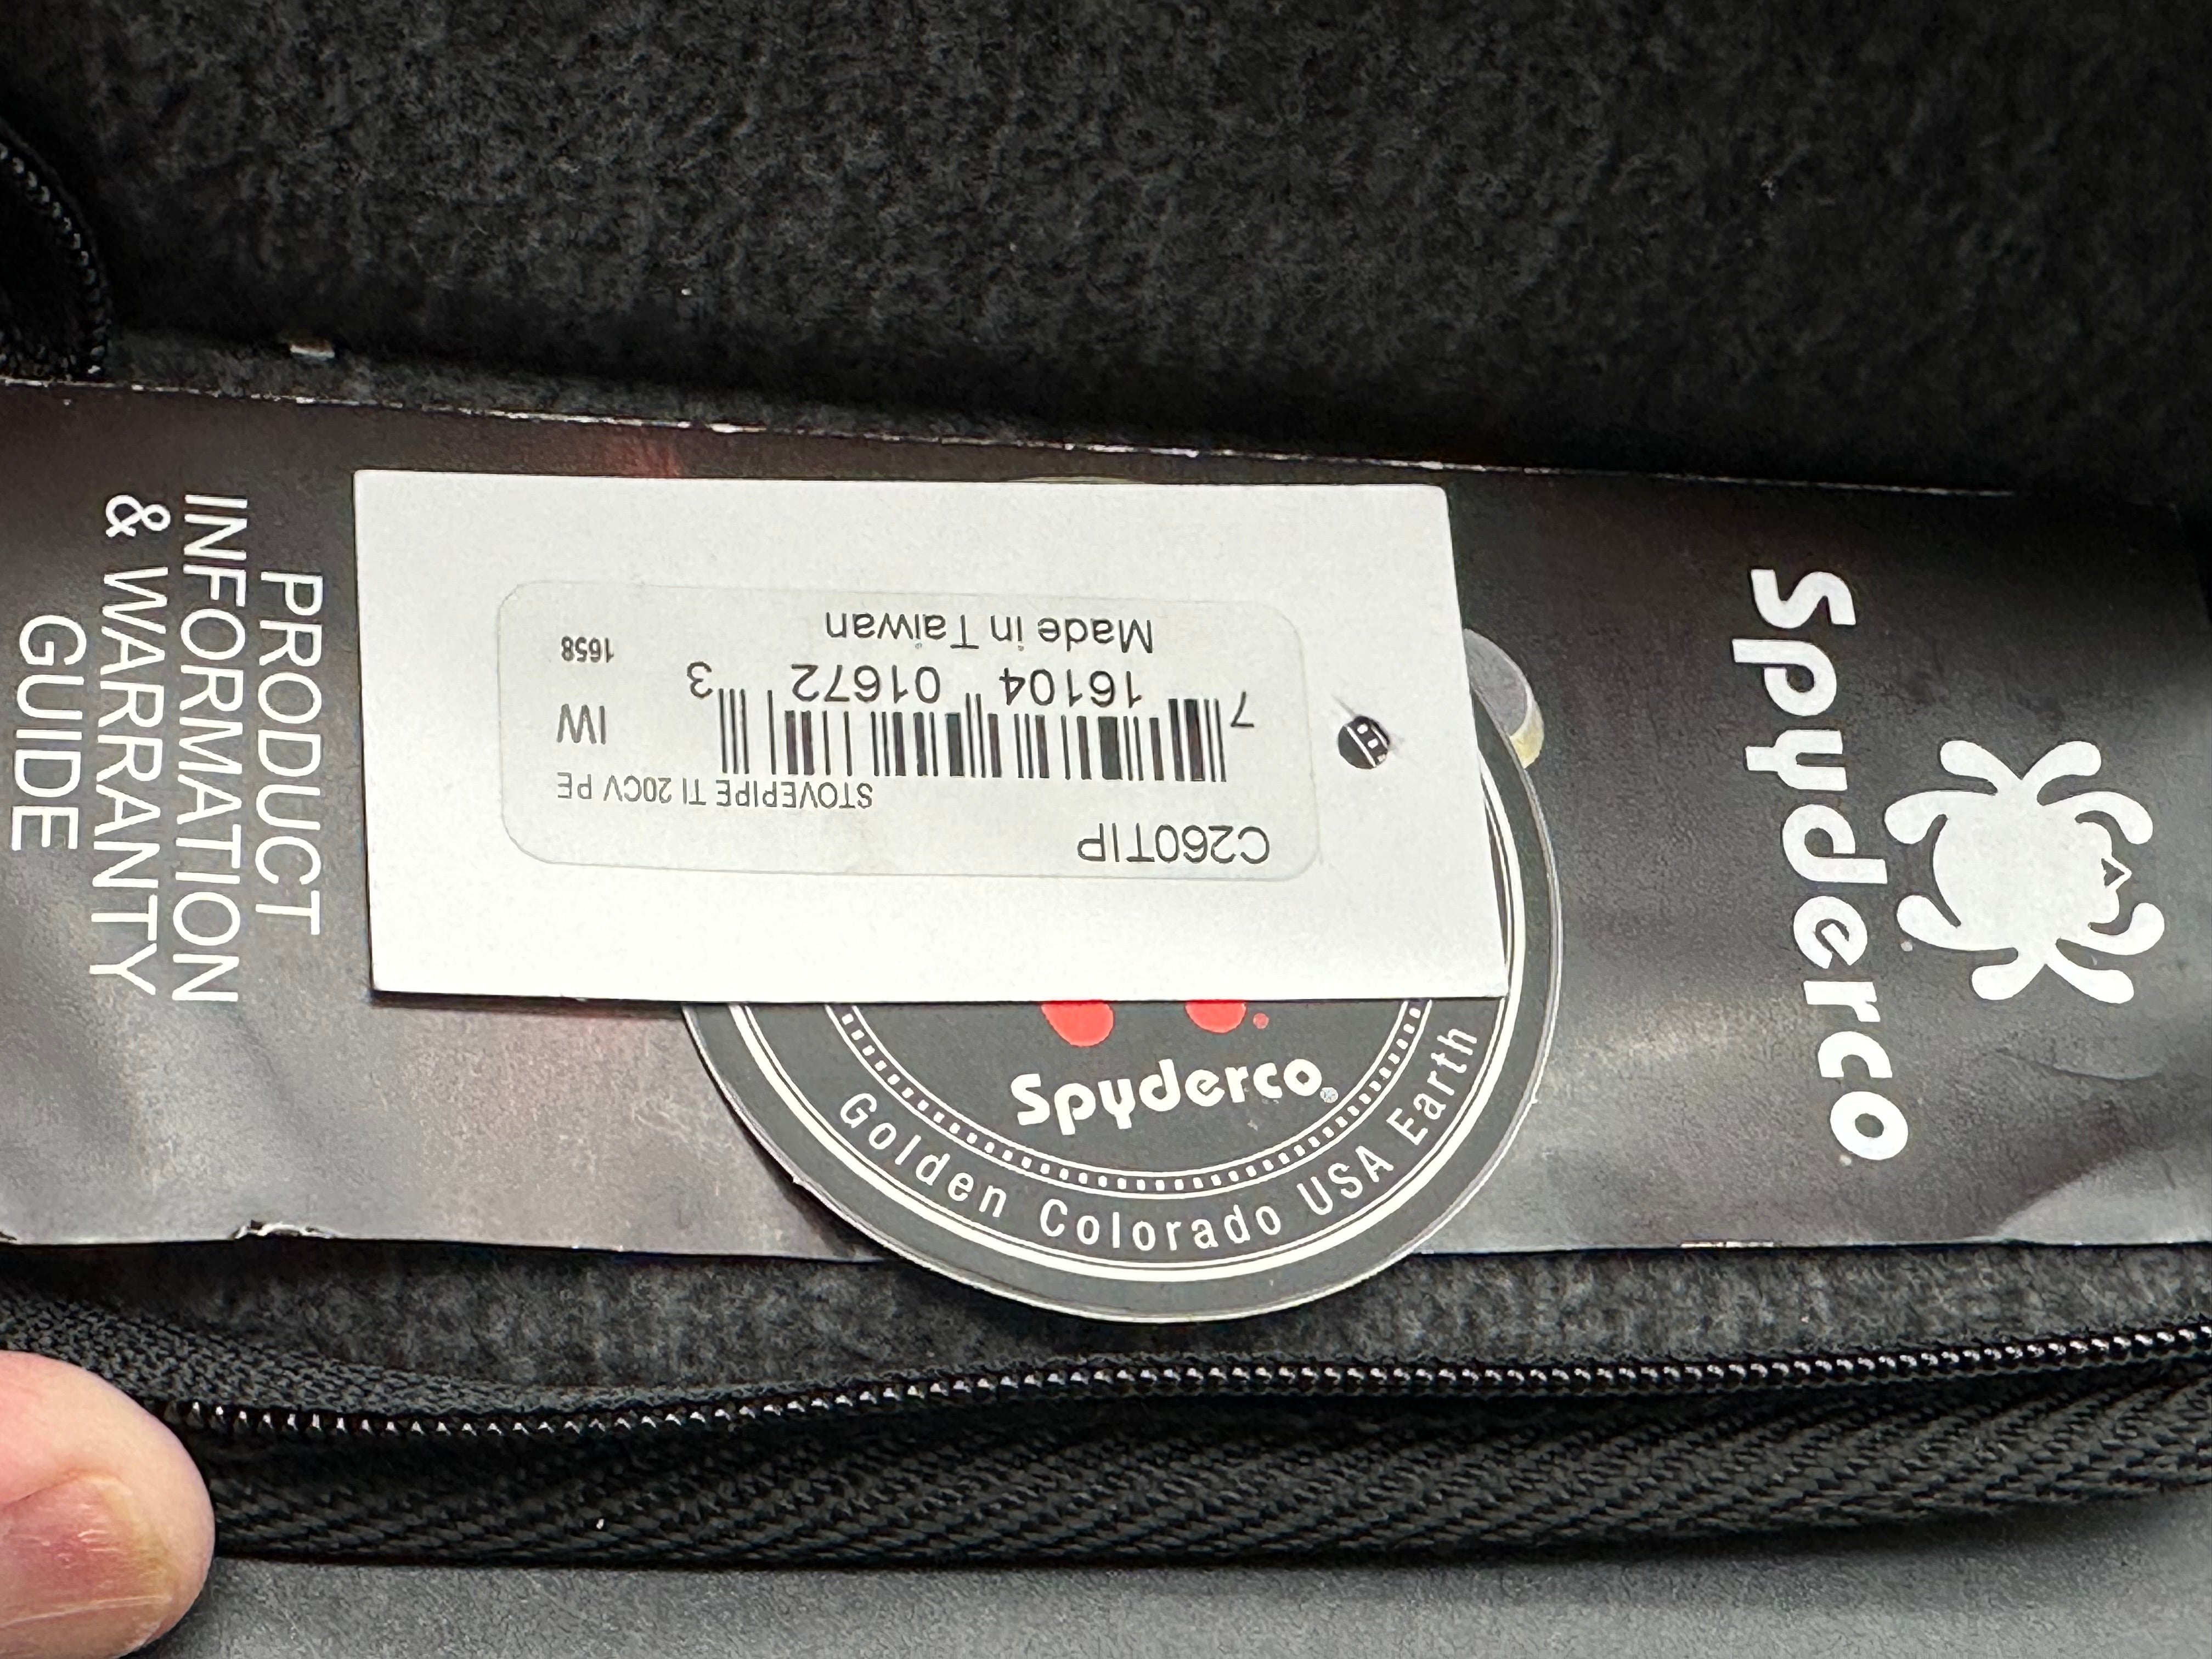 C260TIP
STOVEPIPE TI 20CV PE
7 16104 01672 3
IW
1658
Made in Taiwan
Spyderco
PRODUCT
INFORMATION
& WARRANTY
GUIDE
Spyderco®
Golden Colorado USA Earth